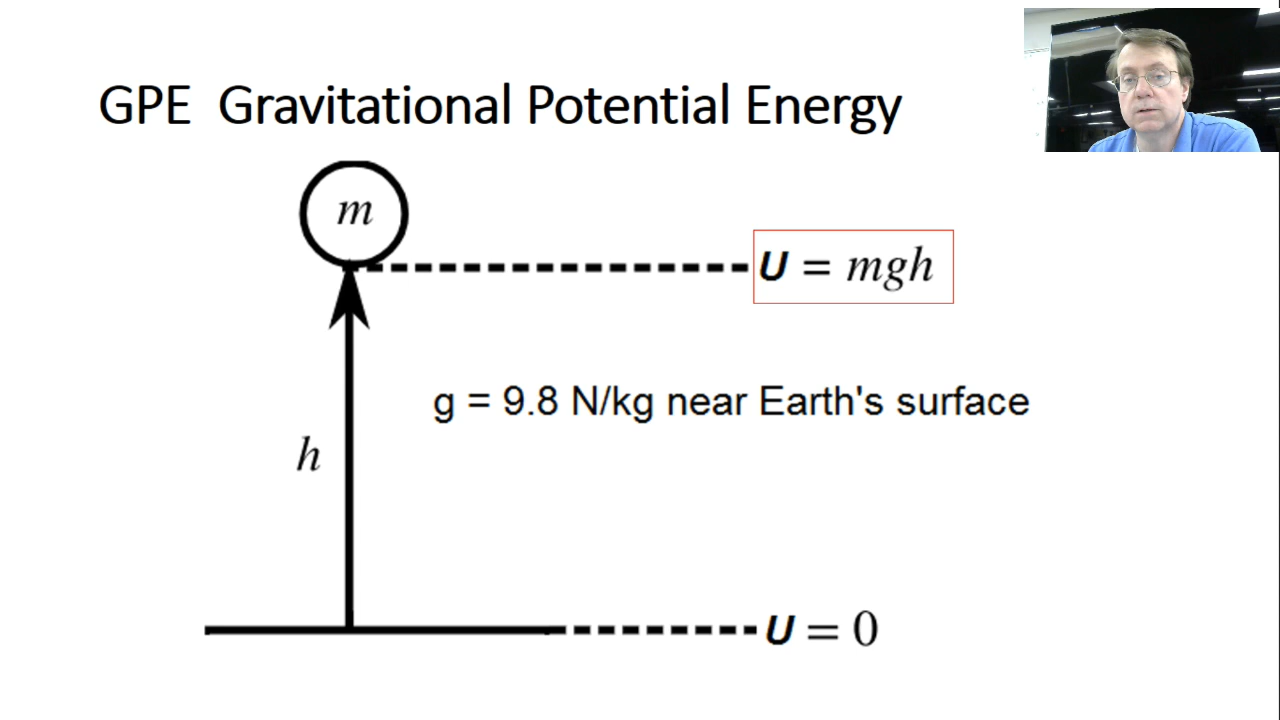 GPE  Gravitational Potential Energy
m
U = mgh
g = 9.8 N/kg near Earth's surface
h
U = 0